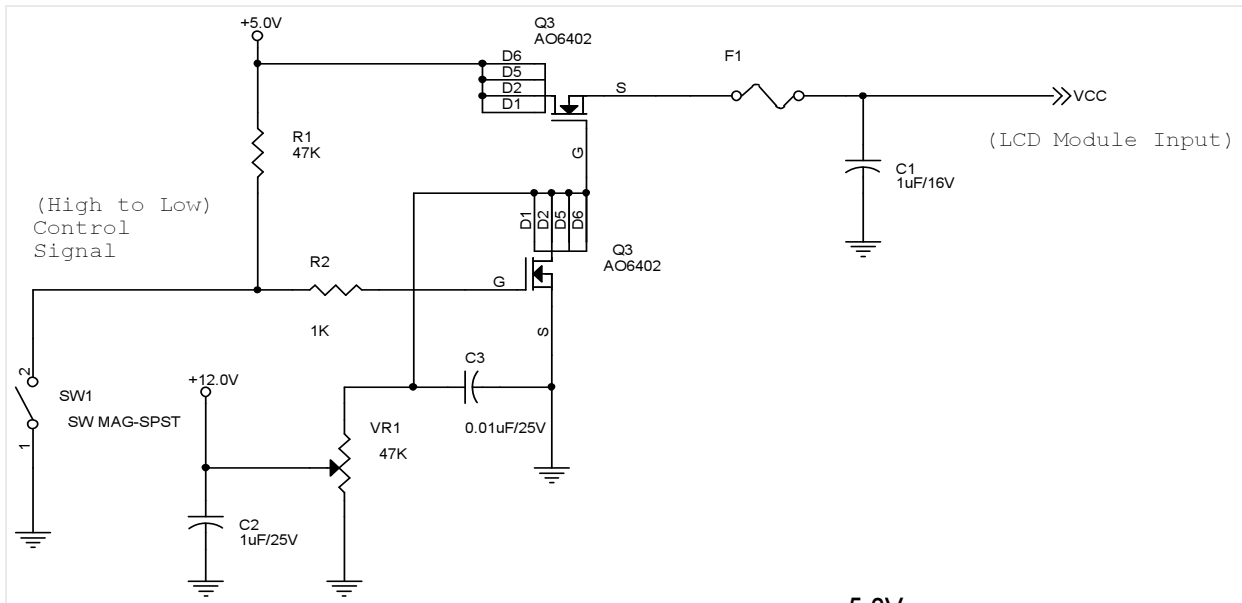 +5.0V
Q3
AO6402
D6
D5
D2
D1
S
G
F1
VCC
(LCD Module Input)
R1
47K
C1
1uF/16V
(High to Low)
Control
Signal
D1
D2
D5
D6
Q3
AO6402
R2
1K
G
S
2
1
SW1
SW MAG-SPST
+12.0V
C3
0.01uF/25V
VR1
47K
C2
1uF/25V